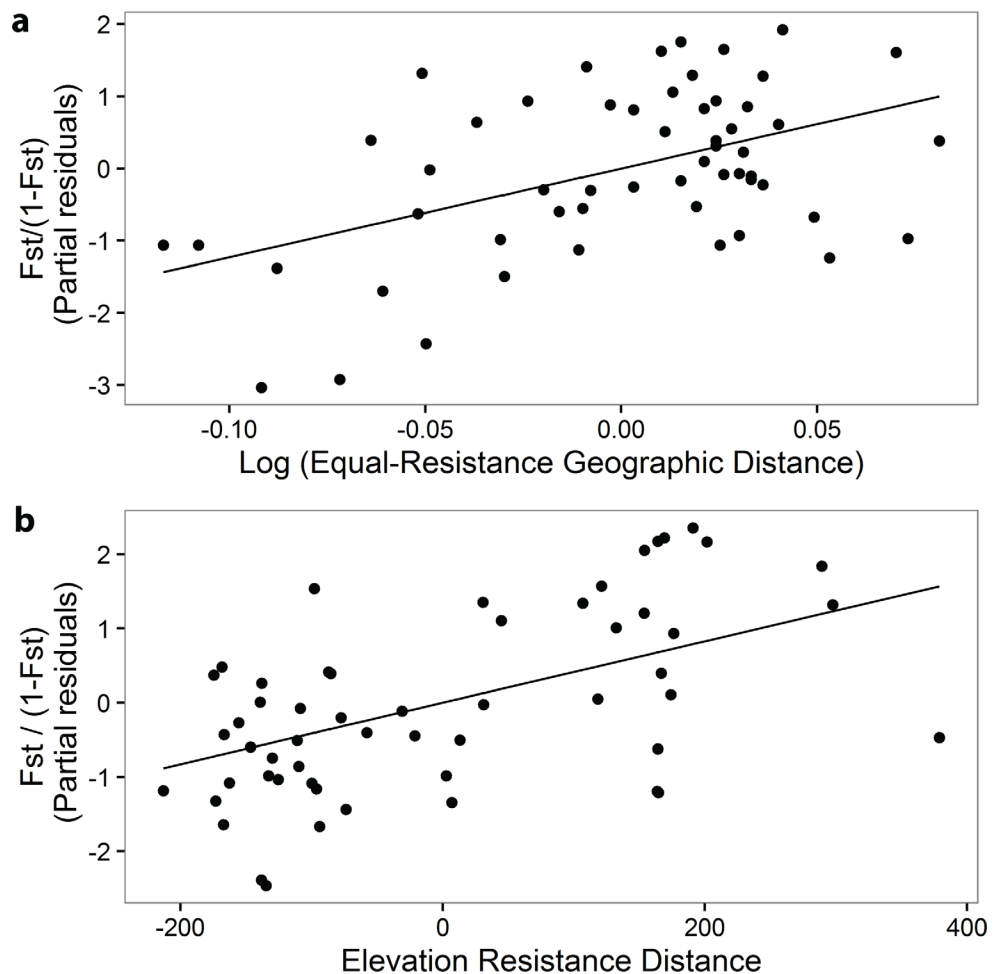 a
2
1
0
-1
-2
-3
Fst/(1-Fst)
(Partial residuals)
-0.10 -0.05 0.00 0.05
Log (Equal-Resistance Geographic Distance)
b
2
1
0
-1
-2
Fst / (1-Fst)
(Partial residuals)
-200 0 200 400
Elevation Resistance Distance